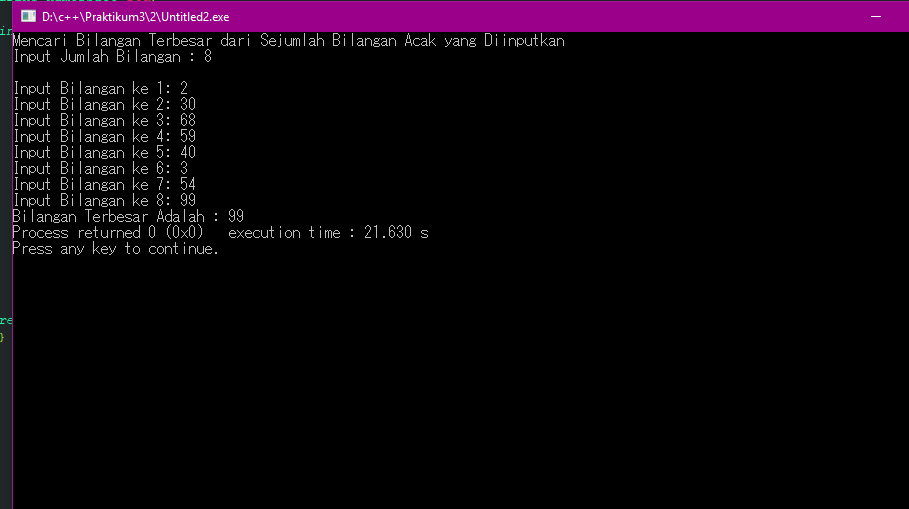 D:\c++\Praktikum3\2\Untitled2.exe
Mencari Bilangan Terbesar dari Sejumlah Bilangan Acak yang Diinputkan
Input Jumlah Bilangan : 8
Input Bilangan ke 1: 2
Input Bilangan ke 2: 30
Input Bilangan ke 3: 68
Input Bilangan ke 4: 59
Input Bilangan ke 5: 40
Input Bilangan ke 6: 3
Input Bilangan ke 7: 54
Input Bilangan ke 8: 99
Bilangan Terbesar Adalah : 99
Process returned 0 (0x0)   execution time : 21.630 s
Press any key to continue.
re
}